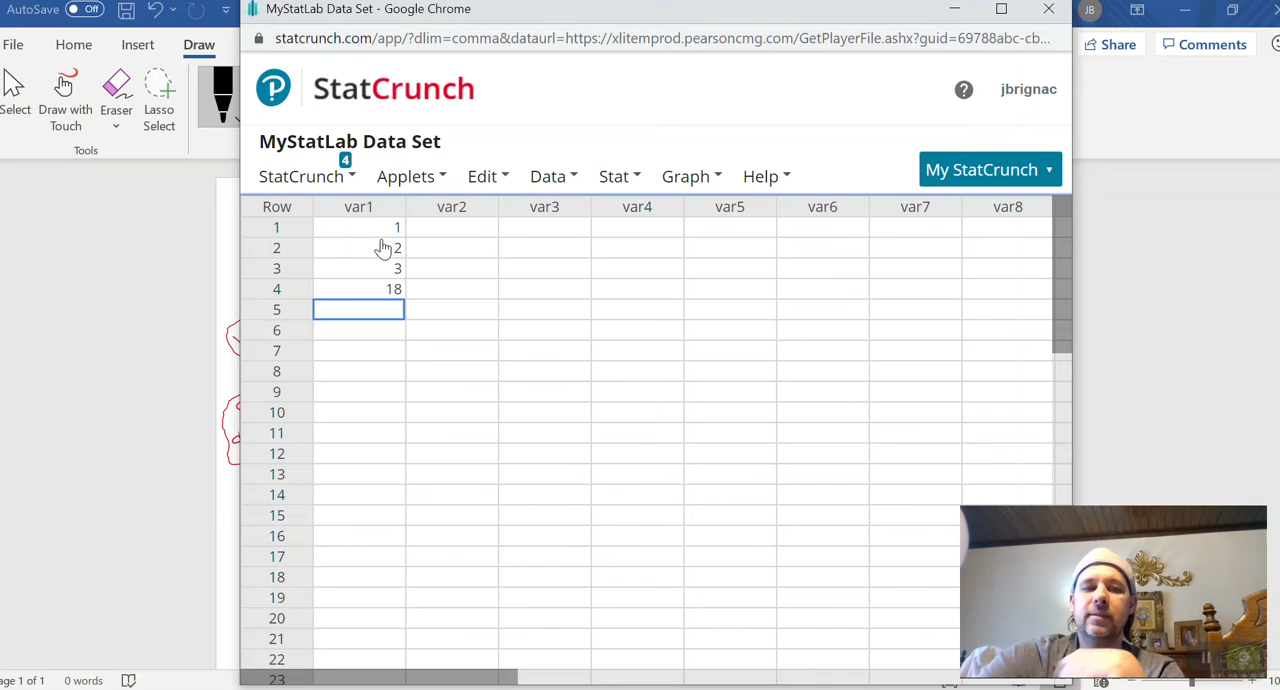 AutoSave Off
MyStatLab Data Set - Google Chrome
JB
statcrunch.com/app/?dlim=comma&dataurl=https://xlitemprod.pearsoncmg.com/GetPlayerFile.ashx?guid=69788abc-cb...
File Home Insert Draw
Share Comments
P StatCrunch
? jbrignac
Select Draw with Touch Eraser Lasso Select
Tools
MyStatLab Data Set
4
StatCrunch Applets Edit Data Stat Graph Help
My StatCrunch
Row var1 var2 var3 var4 var5 var6 var7 var8
1 1
2 2
3 3
4 18
5
6
7
8
9
10
11
12
13
14
15
16
17
18
19
20
21
22
23
age 1 of 1 0 words
10